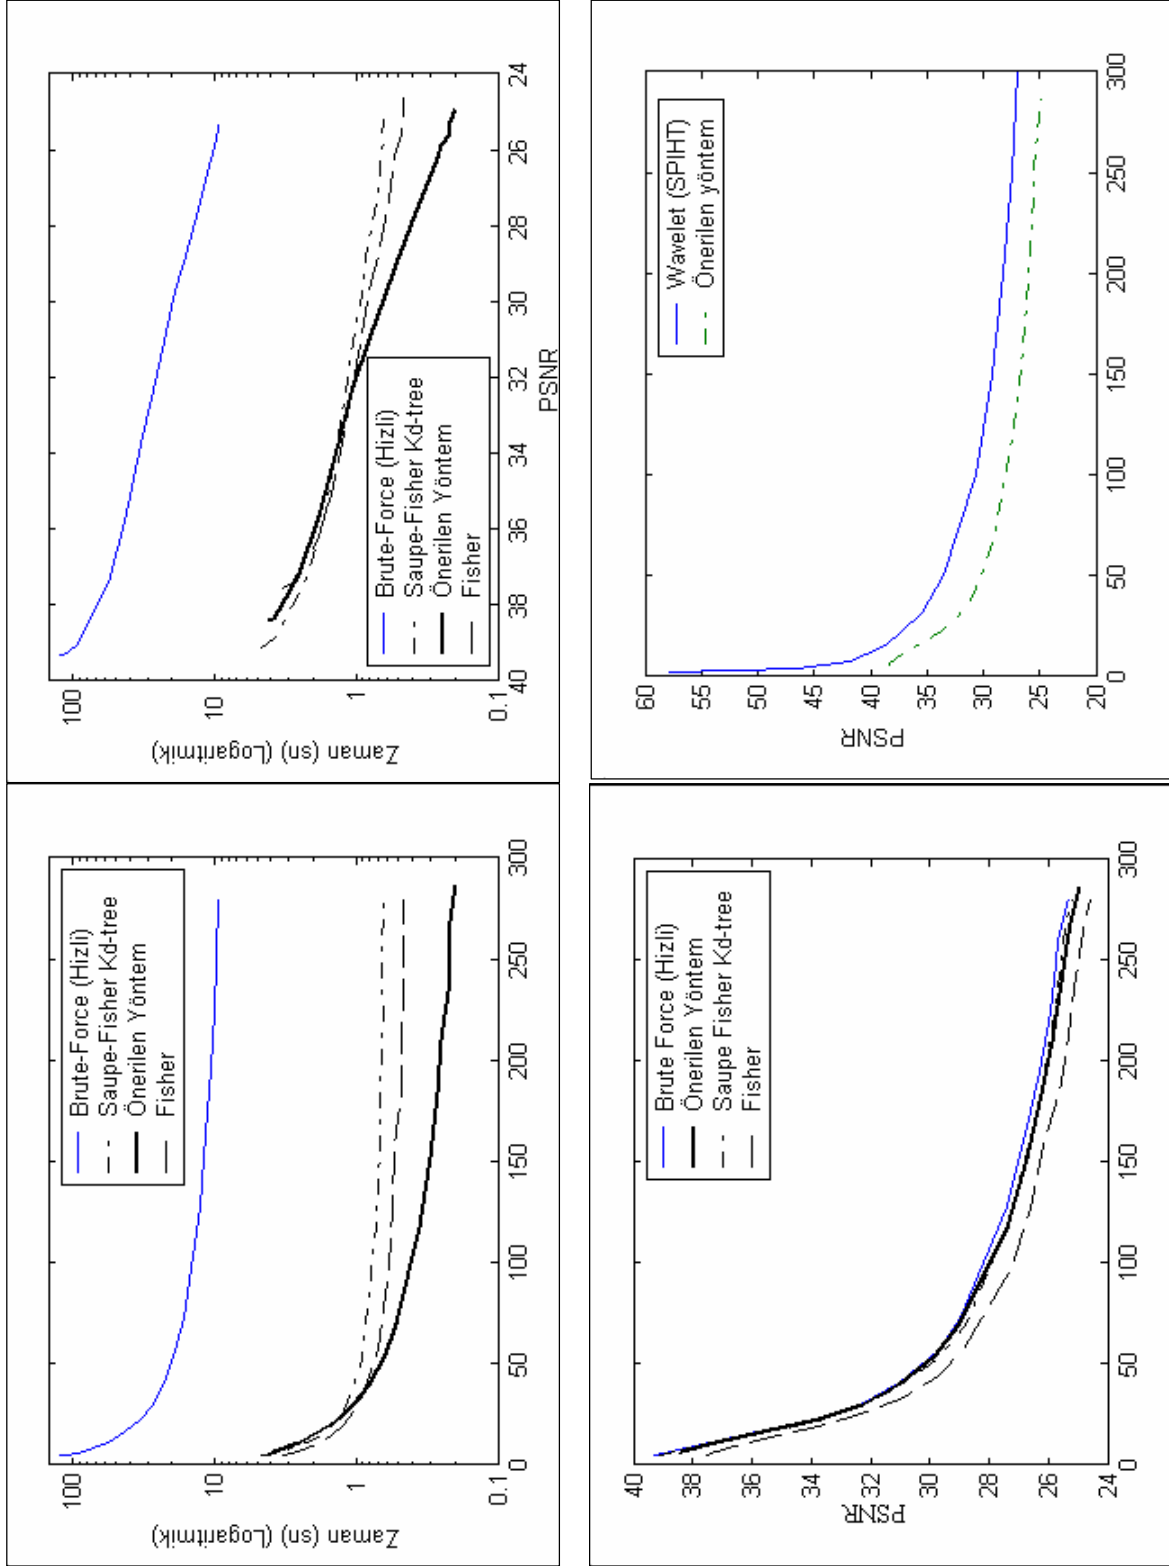 100
10
1
0.1
Zaman (sn) (Logaritmik)
0
50
100
150
200
250
300
Brute-Force (Hizli)
Saupe-Fisher Kd-tree
Önerilen Yöntem
Fisher
100
10
1
0.1
Zaman (sn) (Logaritmik)
40
38
36
34
32
30
28
26
24
PSNR
Brute-Force (Hizli)
Saupe-Fisher Kd-tree
Önerilen Yöntem
Fisher
40
38
36
34
32
30
28
26
24
PSNR
0
50
100
150
200
250
300
Brute Force (Hizli)
Önerilen Yöntem
Saupe Fisher Kd-tree
Fisher
60
55
50
45
40
35
30
25
20
PSNR
0
50
100
150
200
250
300
Wavelet (SPIHT)
Önerilen yöntem